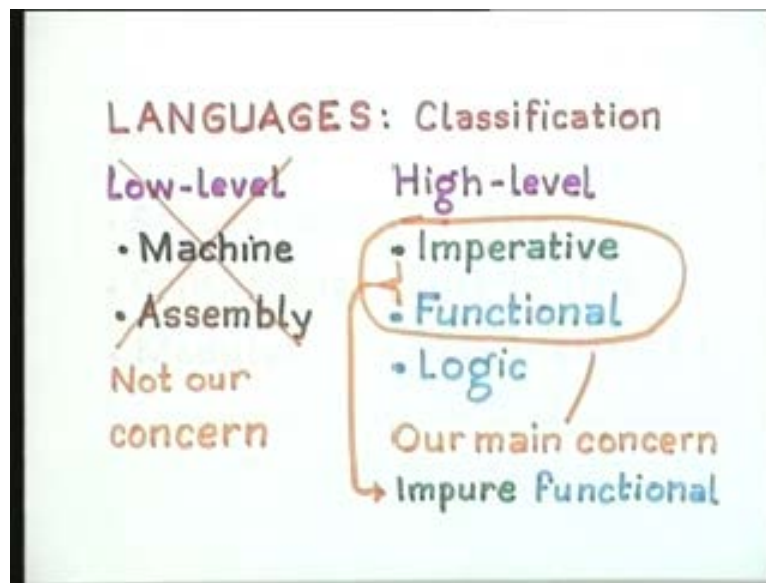 LANGUAGES: Classification
Low-level
• Machine
• Assembly
Not our
concern
High-level
• Imperative
• Functional
• Logic
Our main concern
Impure Functional